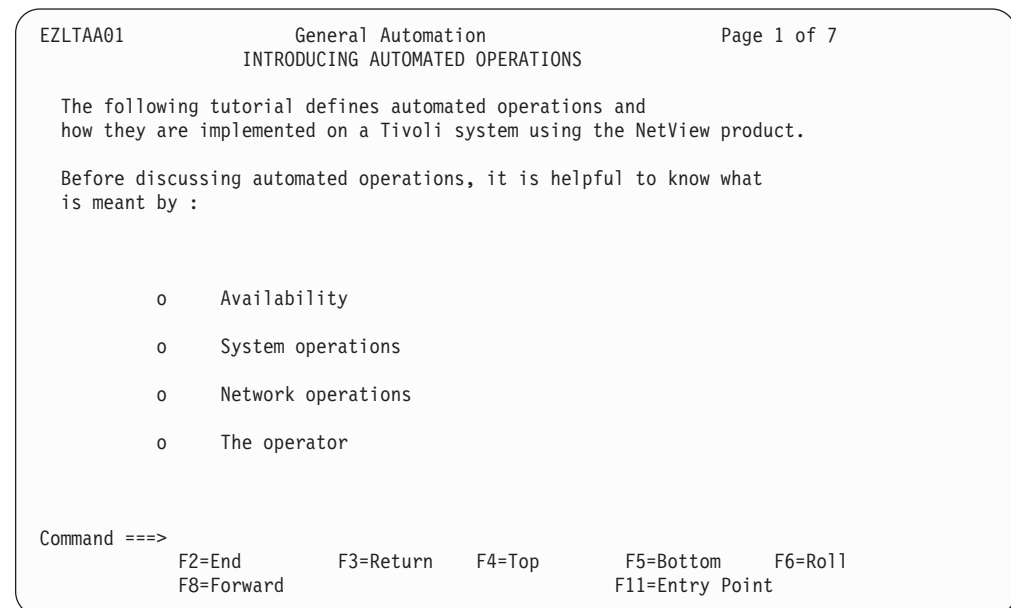 EZLTAA01 General Automation Page 1 of 7
INTRODUCING AUTOMATED OPERATIONS
The following tutorial defines automated operations and
how they are implemented on a Tivoli system using the NetView product.
Before discussing automated operations, it is helpful to know what
is meant by :
o Availability
o System operations
o Network operations
o The operator
Command ===>
F2=End F3=Return F4=Top F5=Bottom F6=Roll
F8=Forward F11=Entry Point